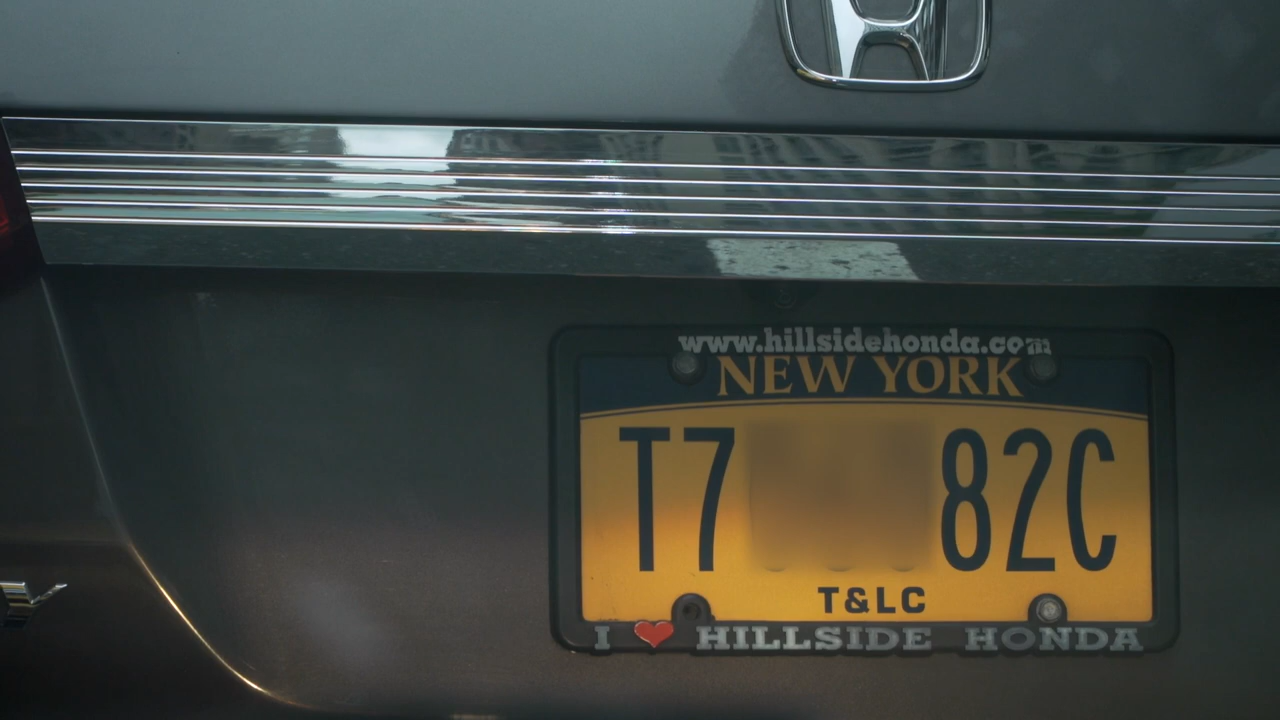 www.hillsidehonda.com
NEW YORK
T7 82C
T&LC
I ❤ HILLSIDE HONDA